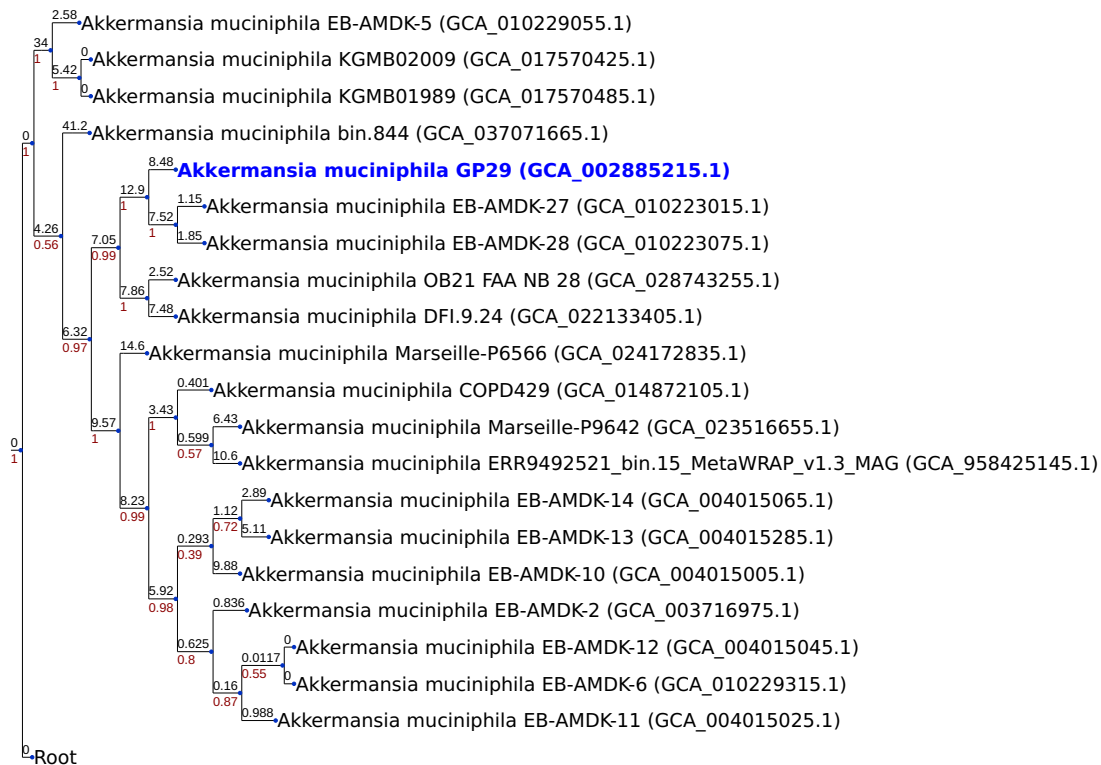 2.58 Akkermansia muciniphila EB-AMDK-5 (GCA_010229055.1)
34
1
0 Akkermansia muciniphila KGMB02009 (GCA_017570425.1)
5.42
1
0 Akkermansia muciniphila KGMB01989 (GCA_017570485.1)
0
1
41.2 Akkermansia muciniphila bin.844 (GCA_037071665.1)
8.48 Akkermansia muciniphila GP29 (GCA_002885215.1)
12.9
1
1.15 Akkermansia muciniphila EB-AMDK-27 (GCA_010223015.1)
7.52
1
4.26
0.56
1.85 Akkermansia muciniphila EB-AMDK-28 (GCA_010223075.1)
7.05
0.99
2.52 Akkermansia muciniphila OB21 FAA NB 28 (GCA_028743255.1)
7.86
1
7.48 Akkermansia muciniphila DFI.9.24 (GCA_022133405.1)
6.32
0.97
14.6 Akkermansia muciniphila Marseille-P6566 (GCA_024172835.1)
0.401 Akkermansia muciniphila COPD429 (GCA_014872105.1)
3.43
1
9.57
1
6.43 Akkermansia muciniphila Marseille-P9642 (GCA_023516655.1)
0.599
0.57
0
1
10.6 Akkermansia muciniphila ERR9492521_bin.15_MetaWRAP_v1.3_MAG (GCA_958425145.1)
8.23
0.99
2.89 Akkermansia muciniphila EB-AMDK-14 (GCA_004015065.1)
1.12
0.72
5.11 Akkermansia muciniphila EB-AMDK-13 (GCA_004015285.1)
0.293
0.39
9.88 Akkermansia muciniphila EB-AMDK-10 (GCA_004015005.1)
5.92
0.98
0.836 Akkermansia muciniphila EB-AMDK-2 (GCA_003716975.1)
0.625
0.8
0 Akkermansia muciniphila EB-AMDK-12 (GCA_004015045.1)
0.0117
0.55
0 Akkermansia muciniphila EB-AMDK-6 (GCA_010229315.1)
0.16
0.87
0.988 Akkermansia muciniphila EB-AMDK-11 (GCA_004015025.1)
0 Root